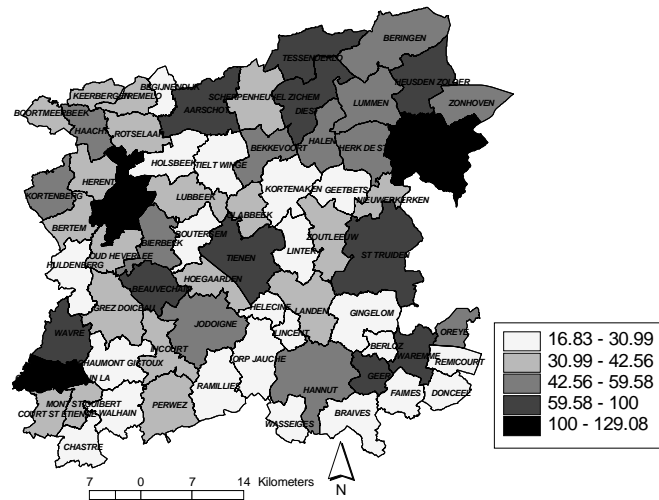 BERINGEN
TESSENDERLO
HEUSDEN ZOLDER
BEGIJNENDIJK
KEERBERGEN
TREMELO
SCHERPENHEUVEL ZICHEM
AARSCHOT
DIEST
LUMMEN
ZONHOVEN
BOORTMEERBEEK
HAACHT
ROTSELAAR
HALEN
BEKKEVOORT
HERK DE ST
HOLSBEEK
TIELT WINGE
HERENT
KORTENAKEN
GEETBETS
KORTENBERG
LUBBEEK
NIEUWERKERKEN
GLABBEEK
BERTEM
BIERBEEK
BOUTERSEM
ZOUTLEEUW
OUD HEVERLEE
LINTER
ST TRUIDEN
HULDENBERG
TIENEN
HOEGAARDEN
BEAUVECHAIN
GREZ DOICEAU
HELECINE
LANDEN
GINGELOM
WAVRE
JODOIGNE
LINCENT
OREYE
BERLOZ
WAREMME
REMICOURT
CHAUMONT GISTOUX
INCOURT
ORP JAUCHE
GEER
RAMILLIES
HANNUT
FAIMES
DONCEEL
MONT ST GUIBERT
COURT ST ETIENNE
WALHAIN
PERWEZ
BRAIVES
WASSEIGES
CHASTRE
16.83 - 30.99
30.99 - 42.56
42.56 - 59.58
59.58 - 100
100 - 129.08
7 0 7 14 Kilometers
N